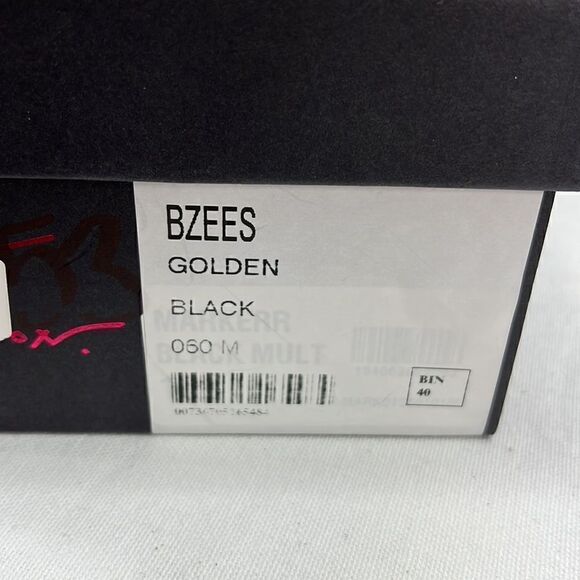 BZEES
GOLDEN
BLACK
MARKERR
060 M
BLACK MULT
BIN
40